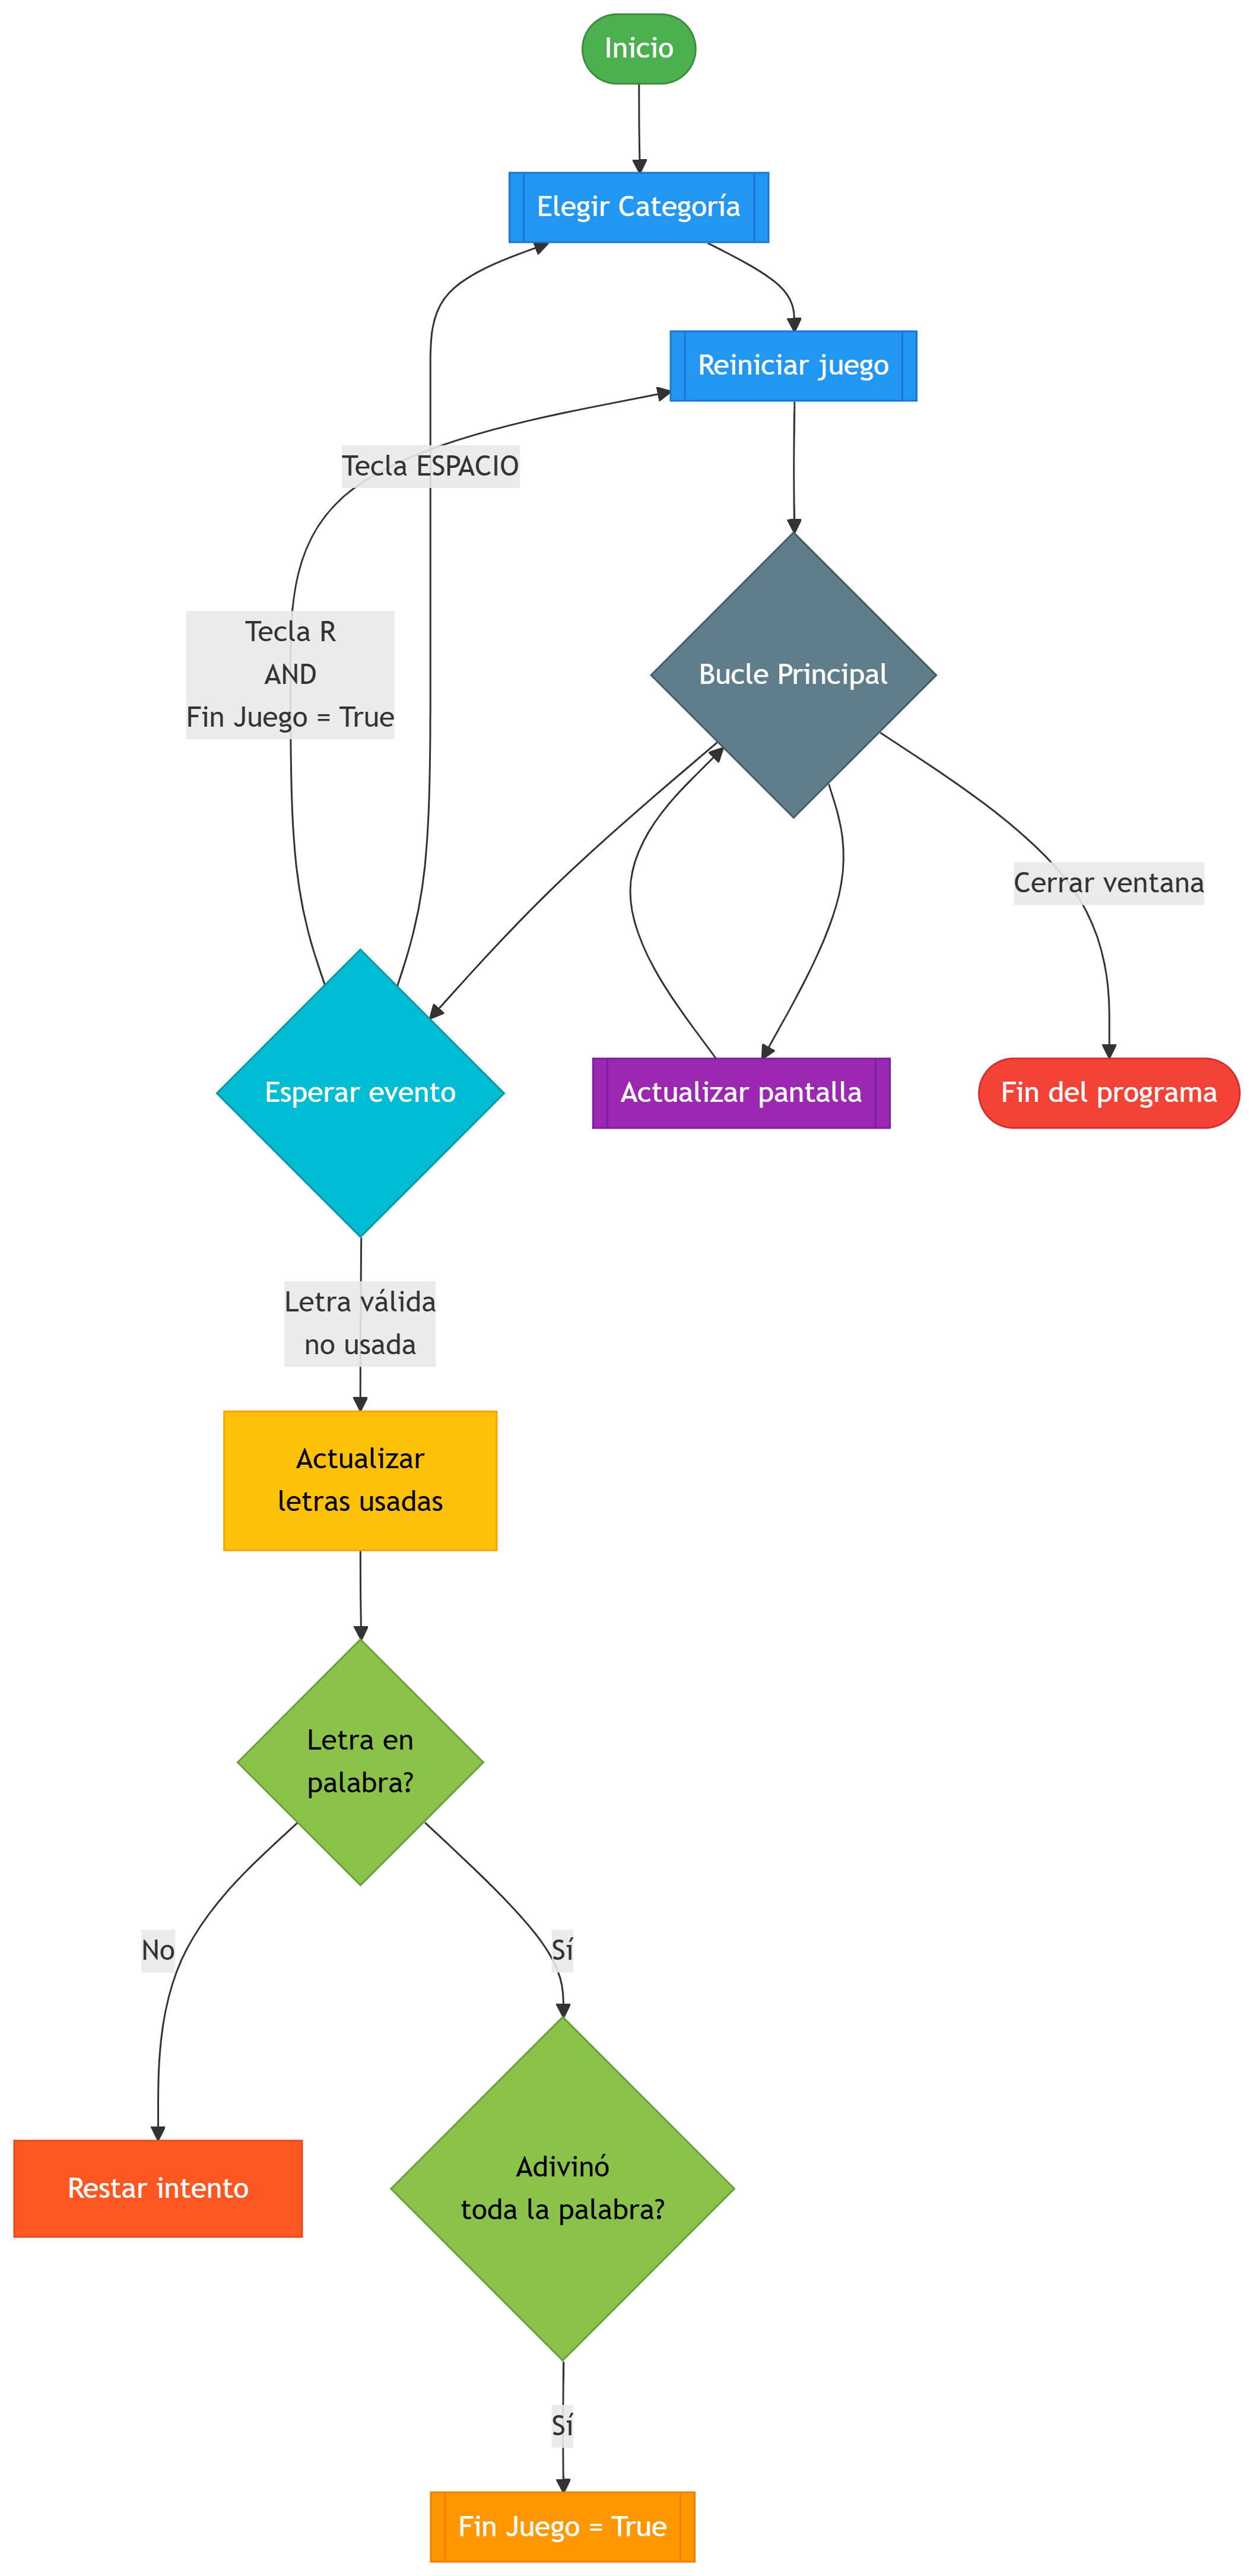 Inicio
Elegir Categoría
Reiniciar juego
Tecla ESPACIO
Tecla R
AND
Fin Juego = True
Bucle Principal
Cerrar ventana
Esperar evento
Actualizar pantalla
Fin del programa
Letra válida
no usada
Actualizar
letras usadas
Letra en
palabra?
No
Sí
Restar intento
Adivinó
toda la palabra?
Sí
Fin Juego = True